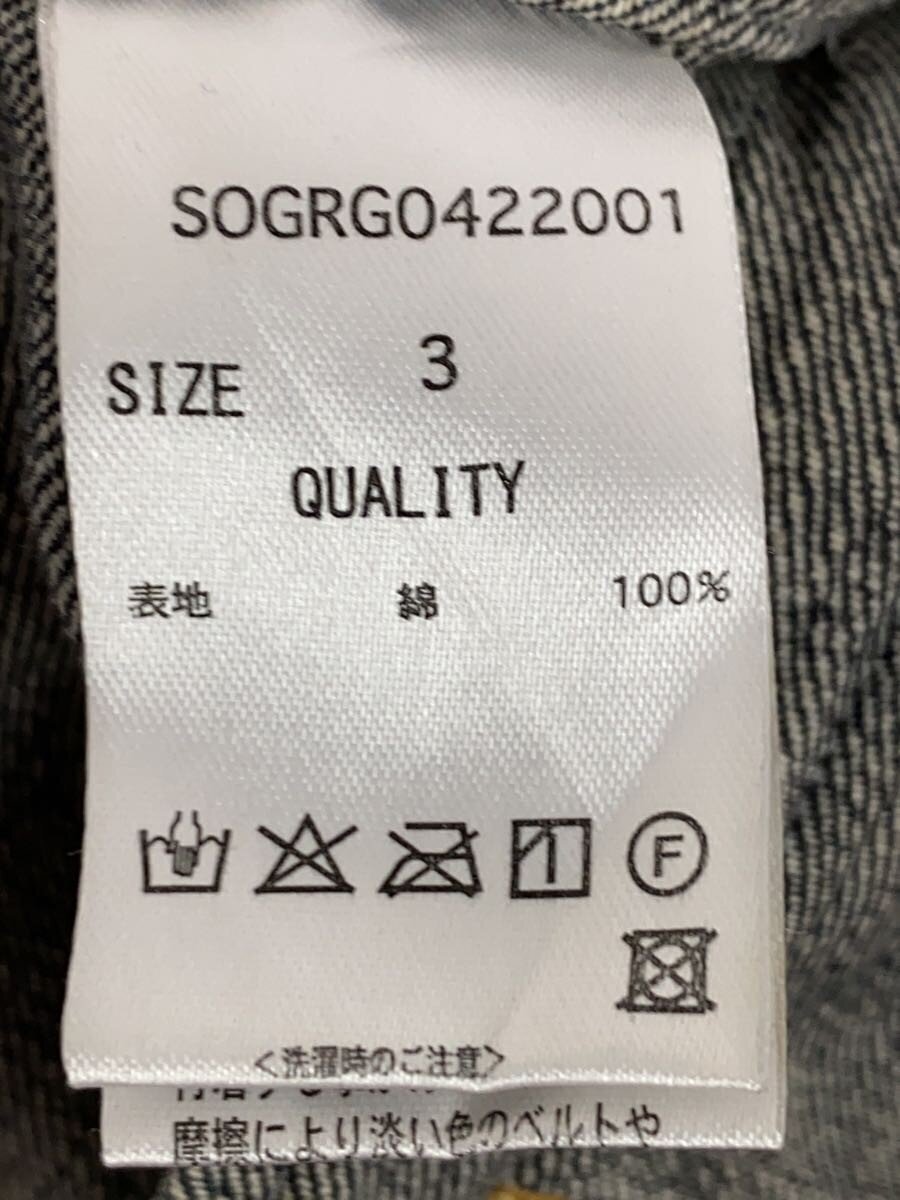 SOGRG0422001
SIZE 3
QUALITY
表地 綿 100%
F
<洗濯時のご注意>
摩擦により淡い色のベルトや